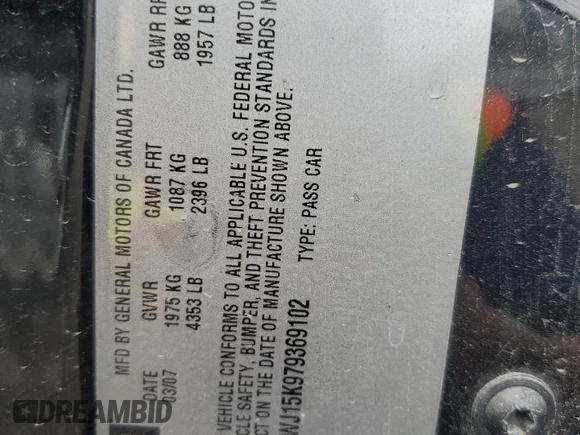 MFD BY GENERAL MOTORS OF CANADA LTD.
DATE GVWR GAWR FRT GAWR RR
03/07 1975 KG 1087 KG 888 KG
4353 LB 2396 LB 1957 LB
VEHICLE CONFORMS TO ALL APPLICABLE U.S. FEDERAL MOTO
CLE SAFETY, BUMPER, AND THEFT PREVENTION STANDARDS IN
CT ON THE DATE OF MANUFACTURE SHOWN ABOVE.
WJ15K979369102 TYPE: PASS CAR
DREAMBID